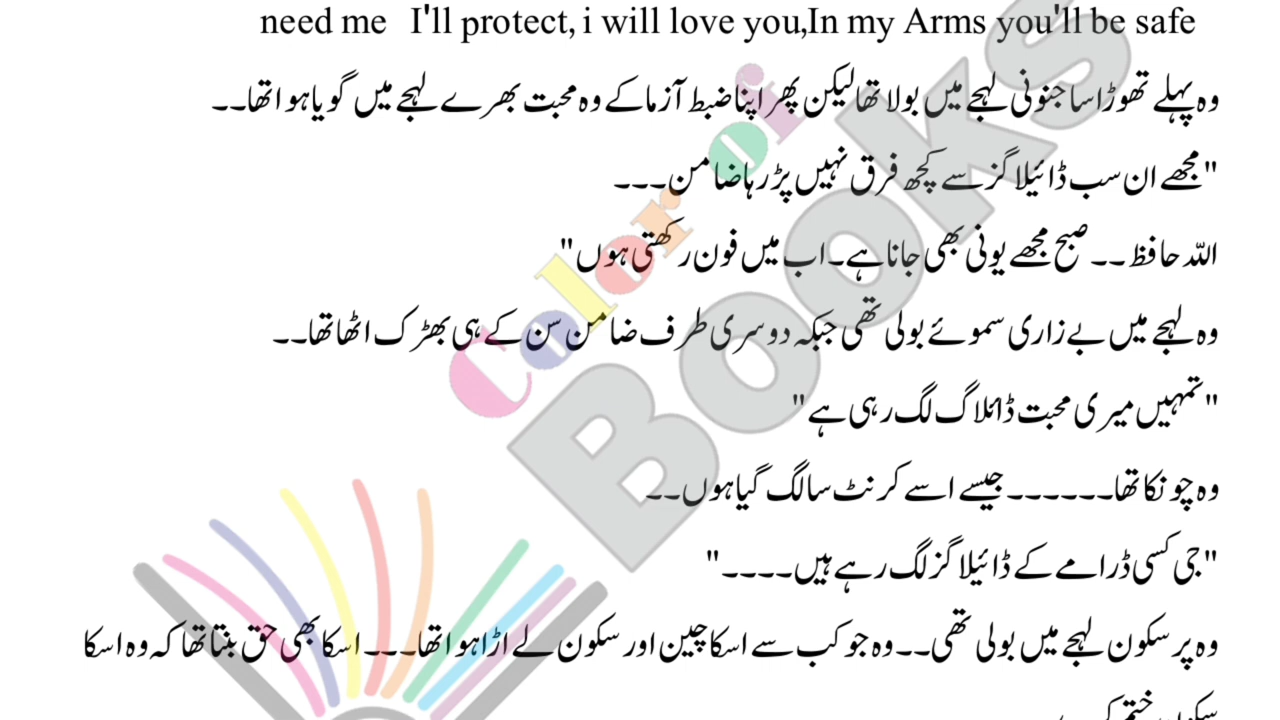 need me I'll protect, i will love you,In my Arms you'll be safe
وہ پہلے تھوڑا سا جنونی لہجے میں بولا تھا لیکن پھر اپنا ضبط آزما کے وہ محبت بھرے لہجے میں گویا ہوا تھا۔۔
"مجھے ان سب ڈائیلاگز سے کچھ فرق نہیں پڑ رہا ضامن۔۔۔
اللہ حافظ ۔۔ صبح مجھے یونی بھی جانا ہے۔اب میں فون رکھتی ہوں"
وہ لہجے میں بے زاری سموئے بولی تھی جبکہ دوسری طرف ضامن سن کے ہی بھڑک اٹھا تھا۔۔
"تمہیں میری محبت ڈائلاگ لگ رہی ہے"
وہ چونکا تھا۔۔۔۔۔۔ جیسے اسے کرنٹ سا لگ گیا ہوں۔۔
"جی کسی ڈرامے کے ڈائیلاگز لگ رہے ہیں۔۔۔۔"
وہ پر سکون لہجے میں بولی تھی۔۔وہ جو کب سے اسکا چین اور سکون لے اڑا ہوا تھا۔۔۔ اسکا بھی حق بنتا تھا کہ وہ اسکا
Color of
Books